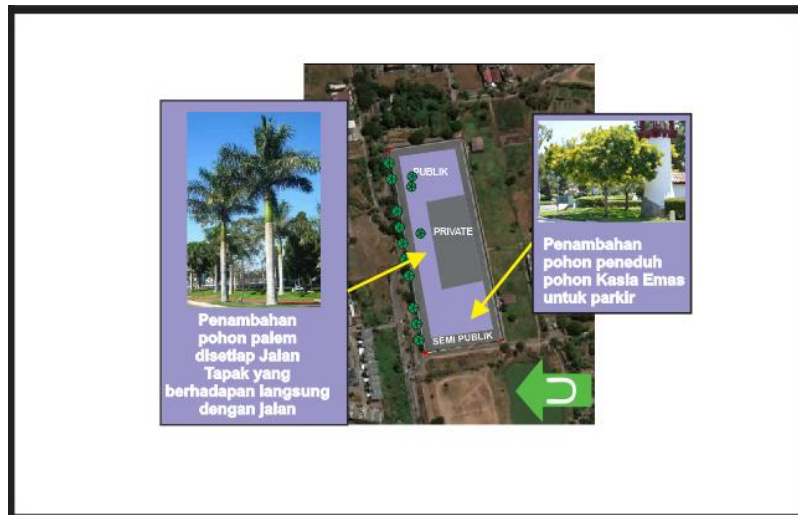 Penambahan
pohon palem
disetiap Jalan
Tapak yang
berhadapan langsung
dengan jalan
PUBLIK
PRIVATE
SEMI PUBLIK
Penambahan
pohon peneduh
pohon Kasia Emas
untuk parkir